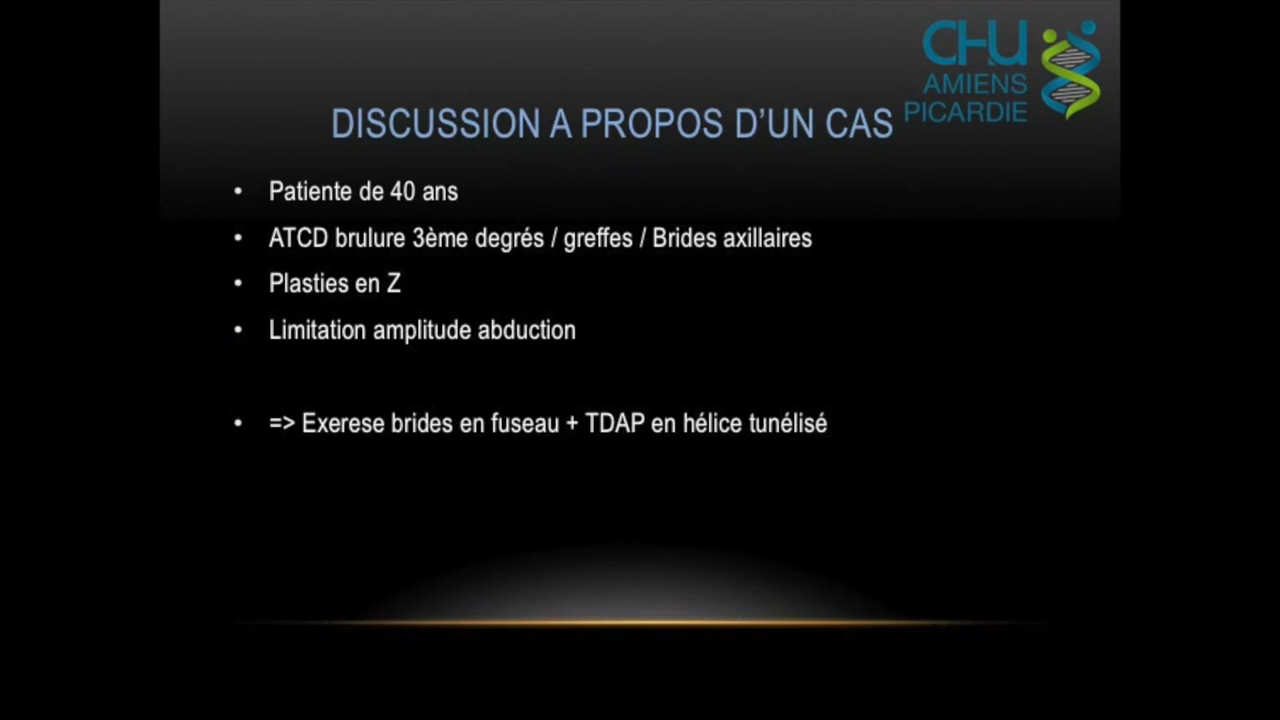 CHU
AMIENS
PICARDIE
DISCUSSION A PROPOS D'UN CAS
• Patiente de 40 ans
• ATCD brulure 3ème degrés / greffes / Brides axillaires
• Plasties en Z
• Limitation amplitude abduction
• => Exerese brides en fuseau + TDAP en hélice tunélisé